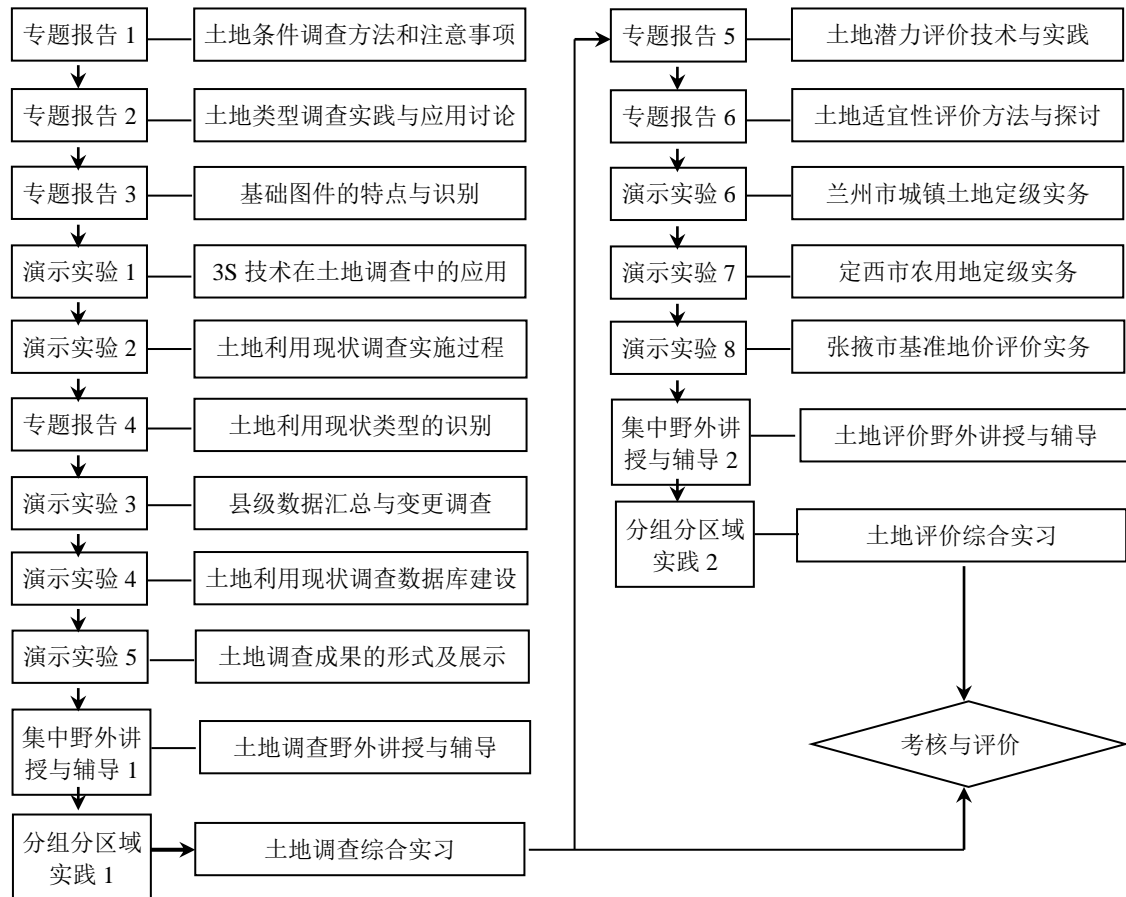 专题报告 1
土地条件调查方法和注意事项
专题报告 2
土地类型调查实践与应用讨论
专题报告 3
基础图件的特点与识别
演示实验 1
3S 技术在土地调查中的应用
演示实验 2
土地利用现状调查实施过程
专题报告 4
土地利用现状类型的识别
演示实验 3
县级数据汇总与变更调查
演示实验 4
土地利用现状调查数据库建设
演示实验 5
土地调查成果的形式及展示
集中野外讲
授与辅导 1
土地调查野外讲授与辅导
分组分区域
实践 1
土地调查综合实习
专题报告 5
土地潜力评价技术与实践
专题报告 6
土地适宜性评价方法与探讨
演示实验 6
兰州市城镇土地定级实务
演示实验 7
定西市农用地定级实务
演示实验 8
张掖市基准地价评价实务
集中野外讲
授与辅导 2
土地评价野外讲授与辅导
分组分区域
实践 2
土地评价综合实习
考核与评价